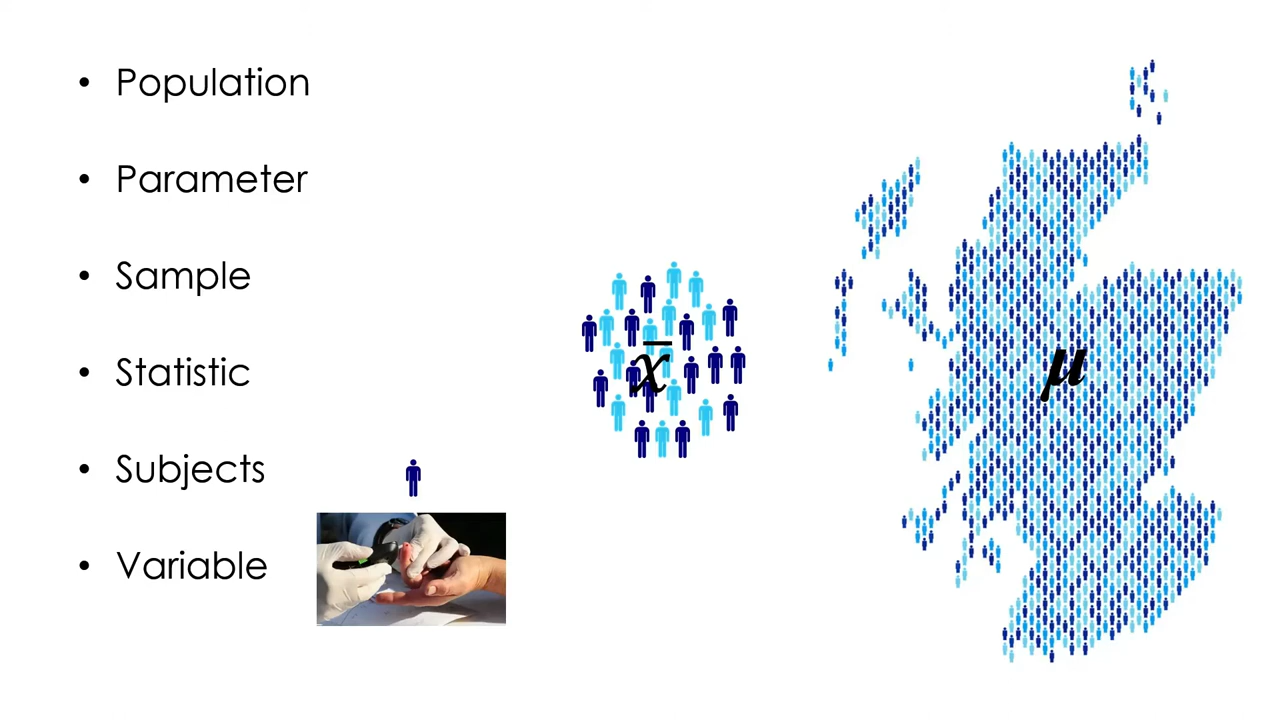 • Population
• Parameter
• Sample
• Statistic
• Subjects
• Variable
x̄
μ